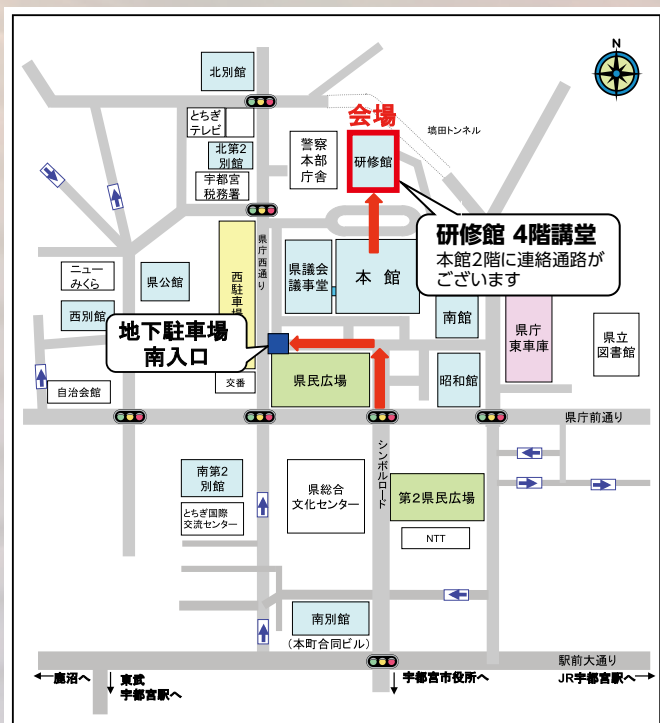 N
北別館
とちぎ
テレビ
会場
塙田トンネル
北第2
別館
警察
本部
庁舎
研修館
宇都宮
税務署
研修館 4階講堂
本館2階に連絡通路が
ございます
県庁西通り
ニュー
みくら
県公館
西駐車場
県議会
議事堂
本館
西別館
南館
県庁
東車庫
県立
図書館
地下駐車場
南入口
自治会館
交番
県民広場
昭和館
県庁前通り
シンボルロード
南第2
別館
県総合
文化センター
第2県民広場
とちぎ国際
交流センター
NTT
南別館
(本町合同ビル)
駅前大通り
鹿沼へ
東武
宇都宮駅へ
宇都宮市役所へ
JR宇都宮駅へ